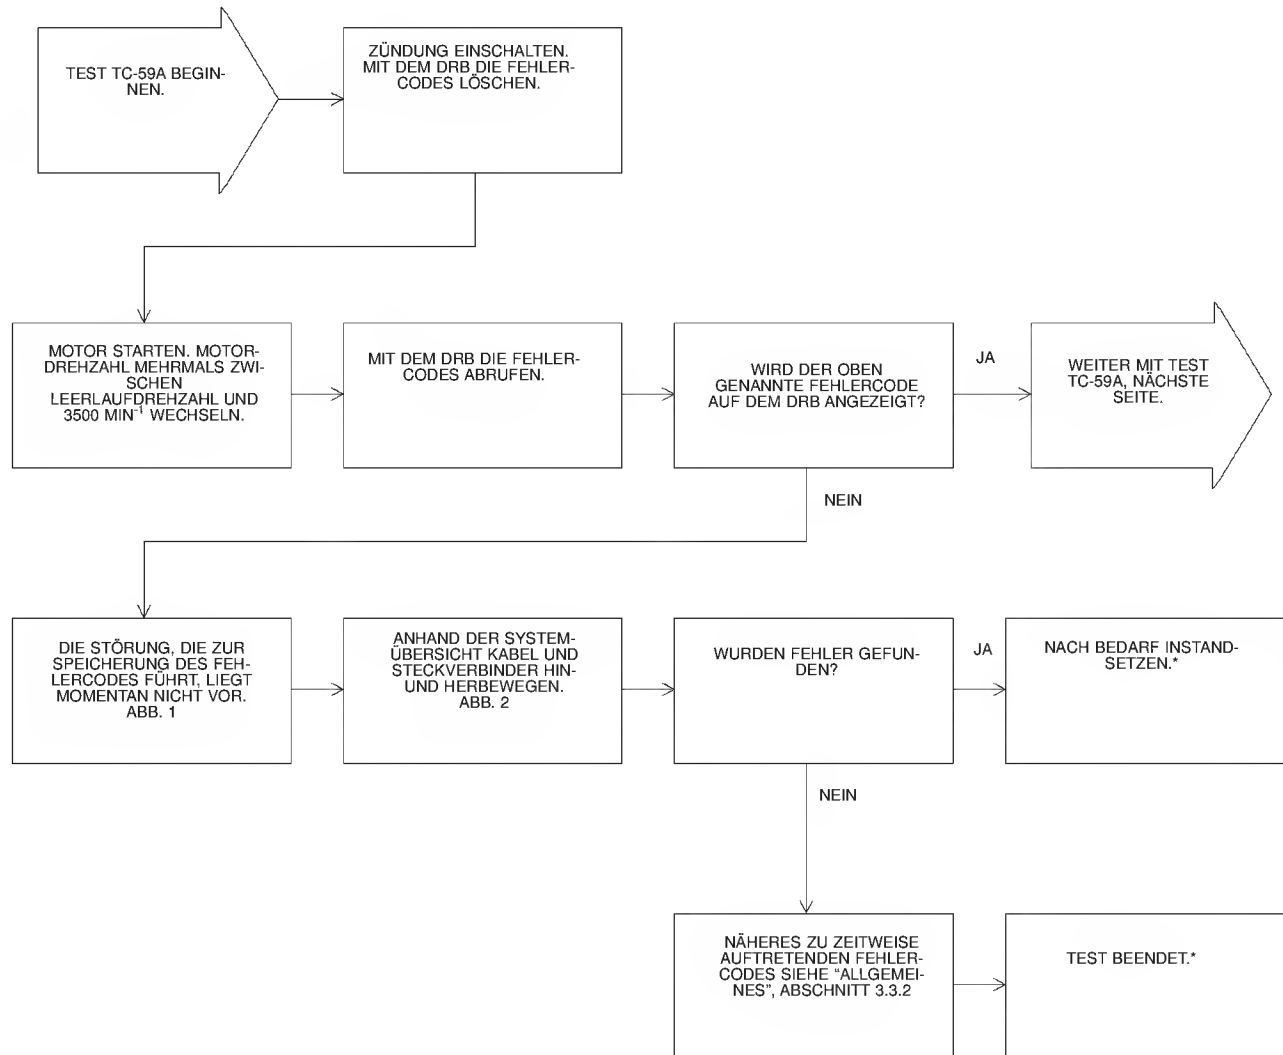 TEST TC-59A BEGIN-
NEN.
ZÜNDUNG EINSCHALTEN.
MIT DEM DRB DIE FEHLER-
CODES LÖSCHEN.
MOTOR STARTEN. MOTOR-
DREHZAHL MEHRMALS ZWI-
SCHEN
LEERLAUFDREHZAHL UND
3500 MIN⁻¹ WECHSELN.
MIT DEM DRB DIE FEHLER-
CODES ABRUFEN.
WIRD DER OBEN
GENANNTE FEHLERCODE
AUF DEM DRB ANGEZEIGT?
JA
WEITER MIT TEST
TC-59A, NÄCHSTE
SEITE.
NEIN
DIE STÖRUNG, DIE ZUR
SPEICHERUNG DES FEH-
LERCODES FÜHRT, LIEGT
MOMENTAN NICHT VOR.
ABB. 1
ANHAND DER SYSTEM-
ÜBERSICHT KABEL UND
STECKVERBINDER HIN-
UND HERBEWEGEN.
ABB. 2
WURDEN FEHLER GEFUN-
DEN?
JA
NACH BEDARF INSTAND-
SETZEN.*
NEIN
NÄHERES ZU ZEITWEISE
AUFTRETENDEN FEHLER-
CODES SIEHE “ALLGEMEI-
NES”, ABSCHNITT 3.3.2
TEST BEENDET.*